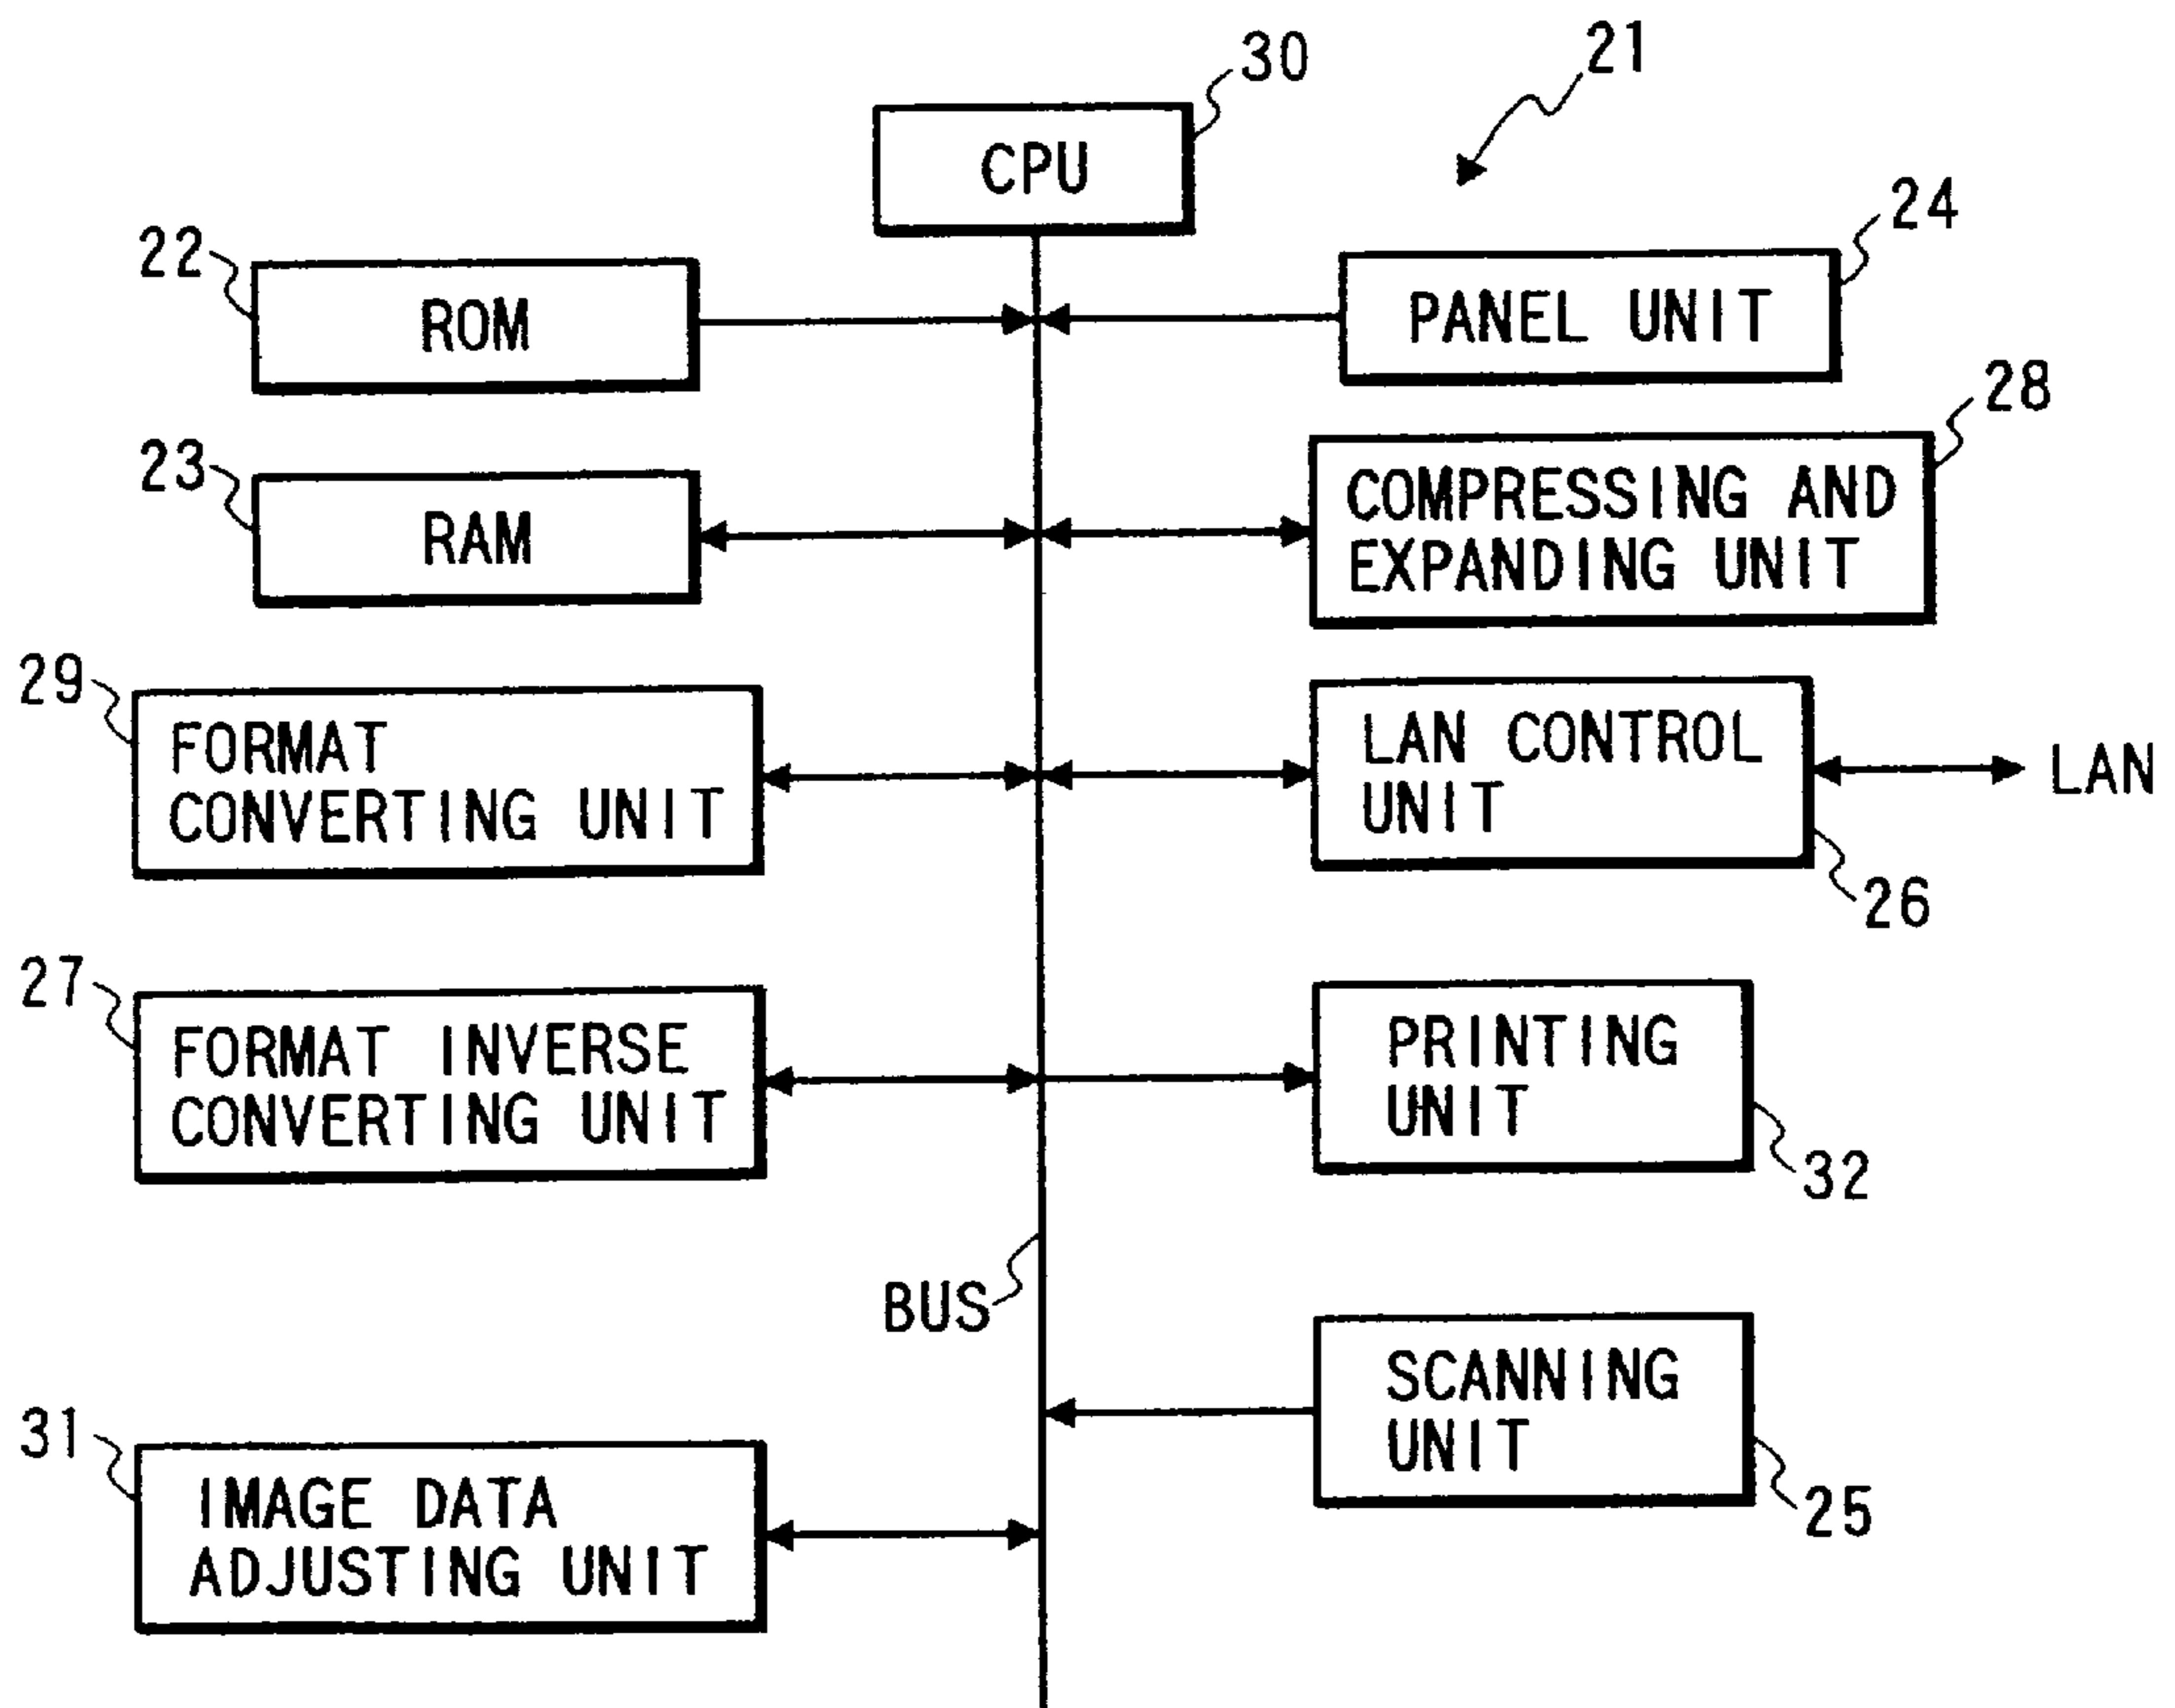 30
21
CPU
24
22
ROM
PANEL UNIT
28
23
RAM
COMPRESSING AND
EXPANDING UNIT
29
FORMAT
CONVERTING UNIT
LAN CONTROL
UNIT
LAN
26
27
FORMAT INVERSE
CONVERTING UNIT
PRINTING
UNIT
32
BUS
SCANNING
UNIT
25
31
IMAGE DATA
ADJUSTING UNIT